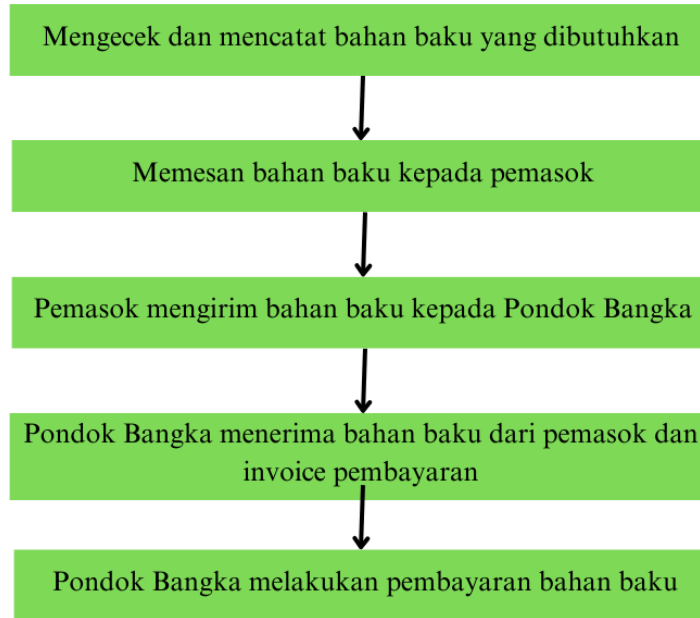 Mengecek dan mencatat bahan baku yang dibutuhkan
Memesan bahan baku kepada pemasok
Pemasok mengirim bahan baku kepada Pondok Bangka
Pondok Bangka menerima bahan baku dari pemasok dan
invoice pembayaran
Pondok Bangka melakukan pembayaran bahan baku